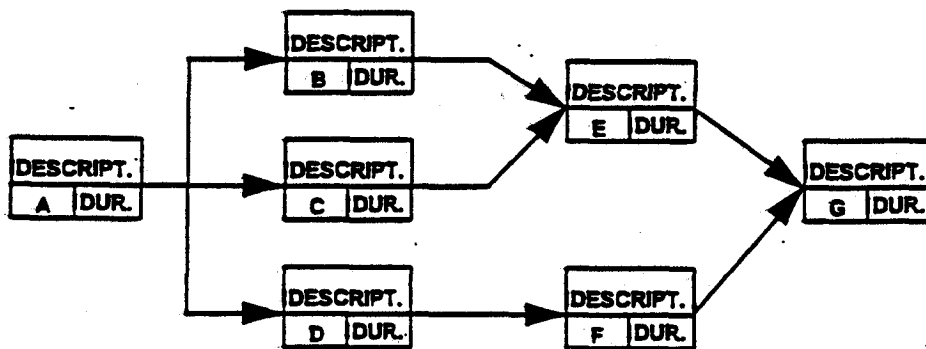 DESCRIPT.
B DUR.
DESCRIPT.
E DUR.
DESCRIPT.
A DUR.
DESCRIPT.
C DUR.
DESCRIPT.
G DUR.
DESCRIPT.
D DUR.
DESCRIPT.
F DUR.